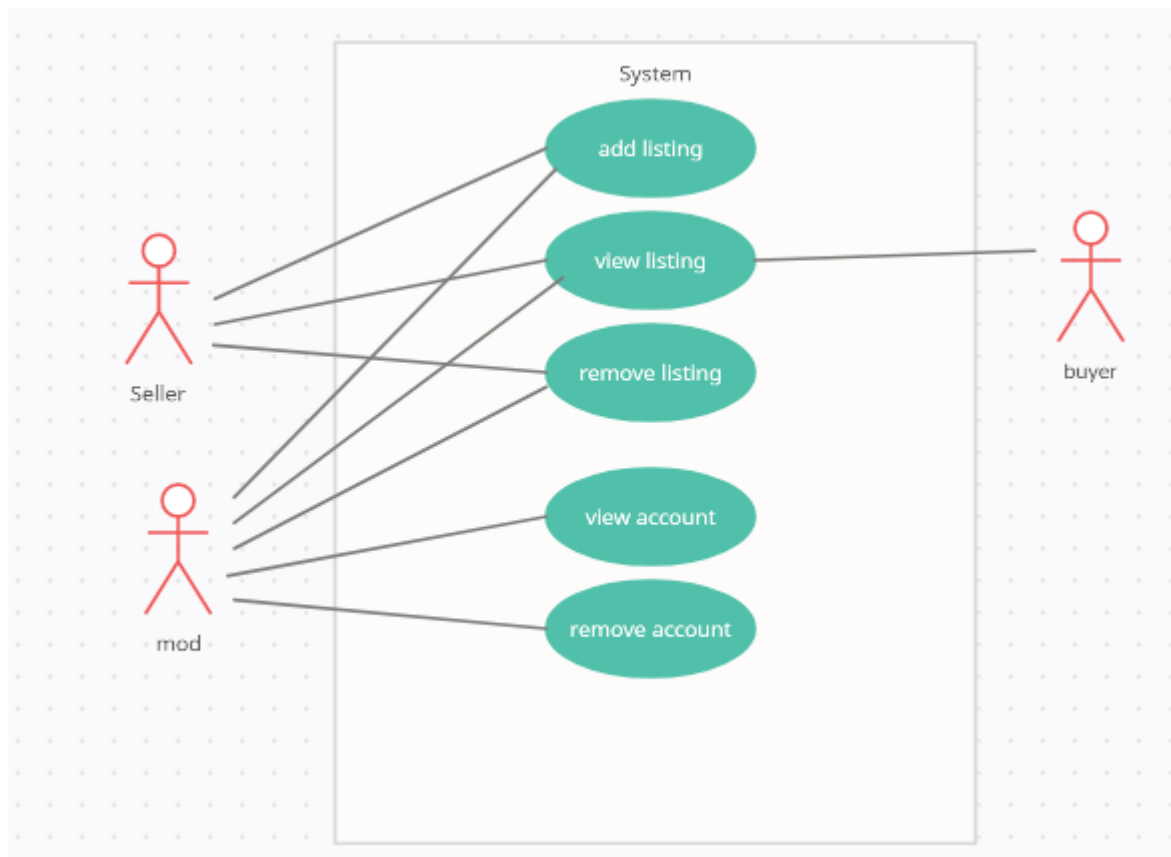 System
add listing
view listing
remove listing
view account
remove account
Seller
mod
buyer